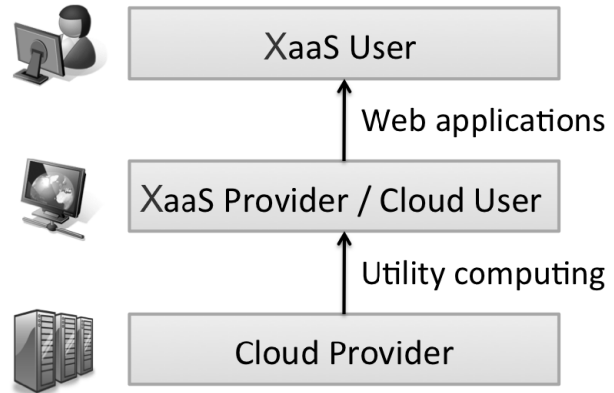 XaaS User
Web applications
XaaS Provider / Cloud User
Utility computing
Cloud Provider